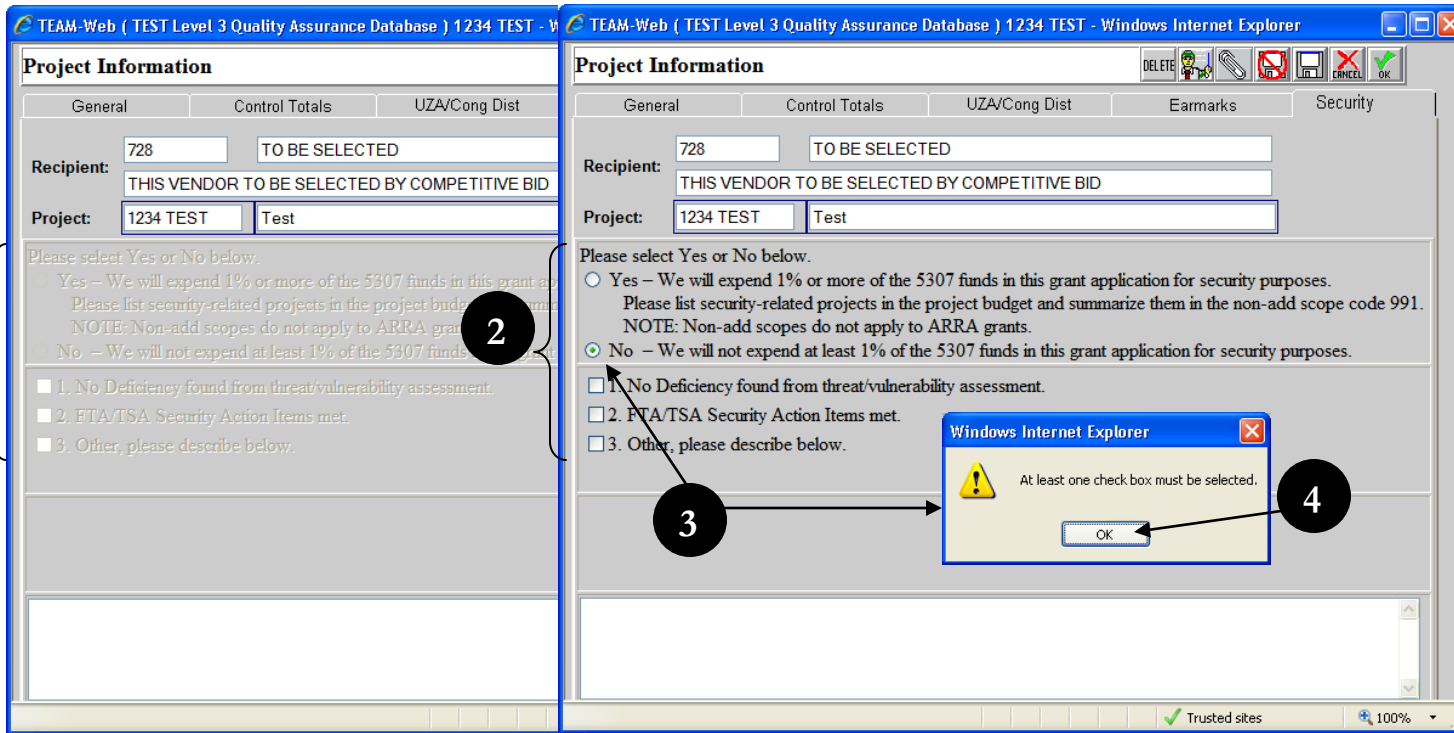 TEAM-Web ( TEST Level 3 Quality Assurance Database ) 1234 TEST - W
Project Information
General Control Totals UZA/Cong Dist
Recipient: 728 TO BE SELECTED
THIS VENDOR TO BE SELECTED BY COMPETITIVE BID
Project: 1234 TEST Test
Please select Yes or No below.
Yes – We will expend 1% or more of the 5307 funds in this grant ap
Please list security-related projects in the project budget
NOTE: Non-add scopes do not apply to ARRA
No – We will not expend at least 1% of the 5307 funds
1. No Deficiency found from threat/vulnerability assessment.
2. FTA/TSA Security Action Items met.
3. Other, please describe below.
2
TEAM-Web ( TEST Level 3 Quality Assurance Database ) 1234 TEST - Windows Internet Explorer
Project Information
DELETE CANCEL OK
General Control Totals UZA/Cong Dist Earmarks Security
Recipient: 728 TO BE SELECTED
THIS VENDOR TO BE SELECTED BY COMPETITIVE BID
Project: 1234 TEST Test
Please select Yes or No below.
Yes – We will expend 1% or more of the 5307 funds in this grant application for security purposes.
Please list security-related projects in the project budget and summarize them in the non-add scope code 991.
NOTE: Non-add scopes do not apply to ARRA grants.
No – We will not expend at least 1% of the 5307 funds in this grant application for security purposes.
1. No Deficiency found from threat/vulnerability assessment.
2. FTA/TSA Security Action Items met.
3. Other, please describe below.
Windows Internet Explorer
At least one check box must be selected.
OK
3
4
Trusted sites 100%